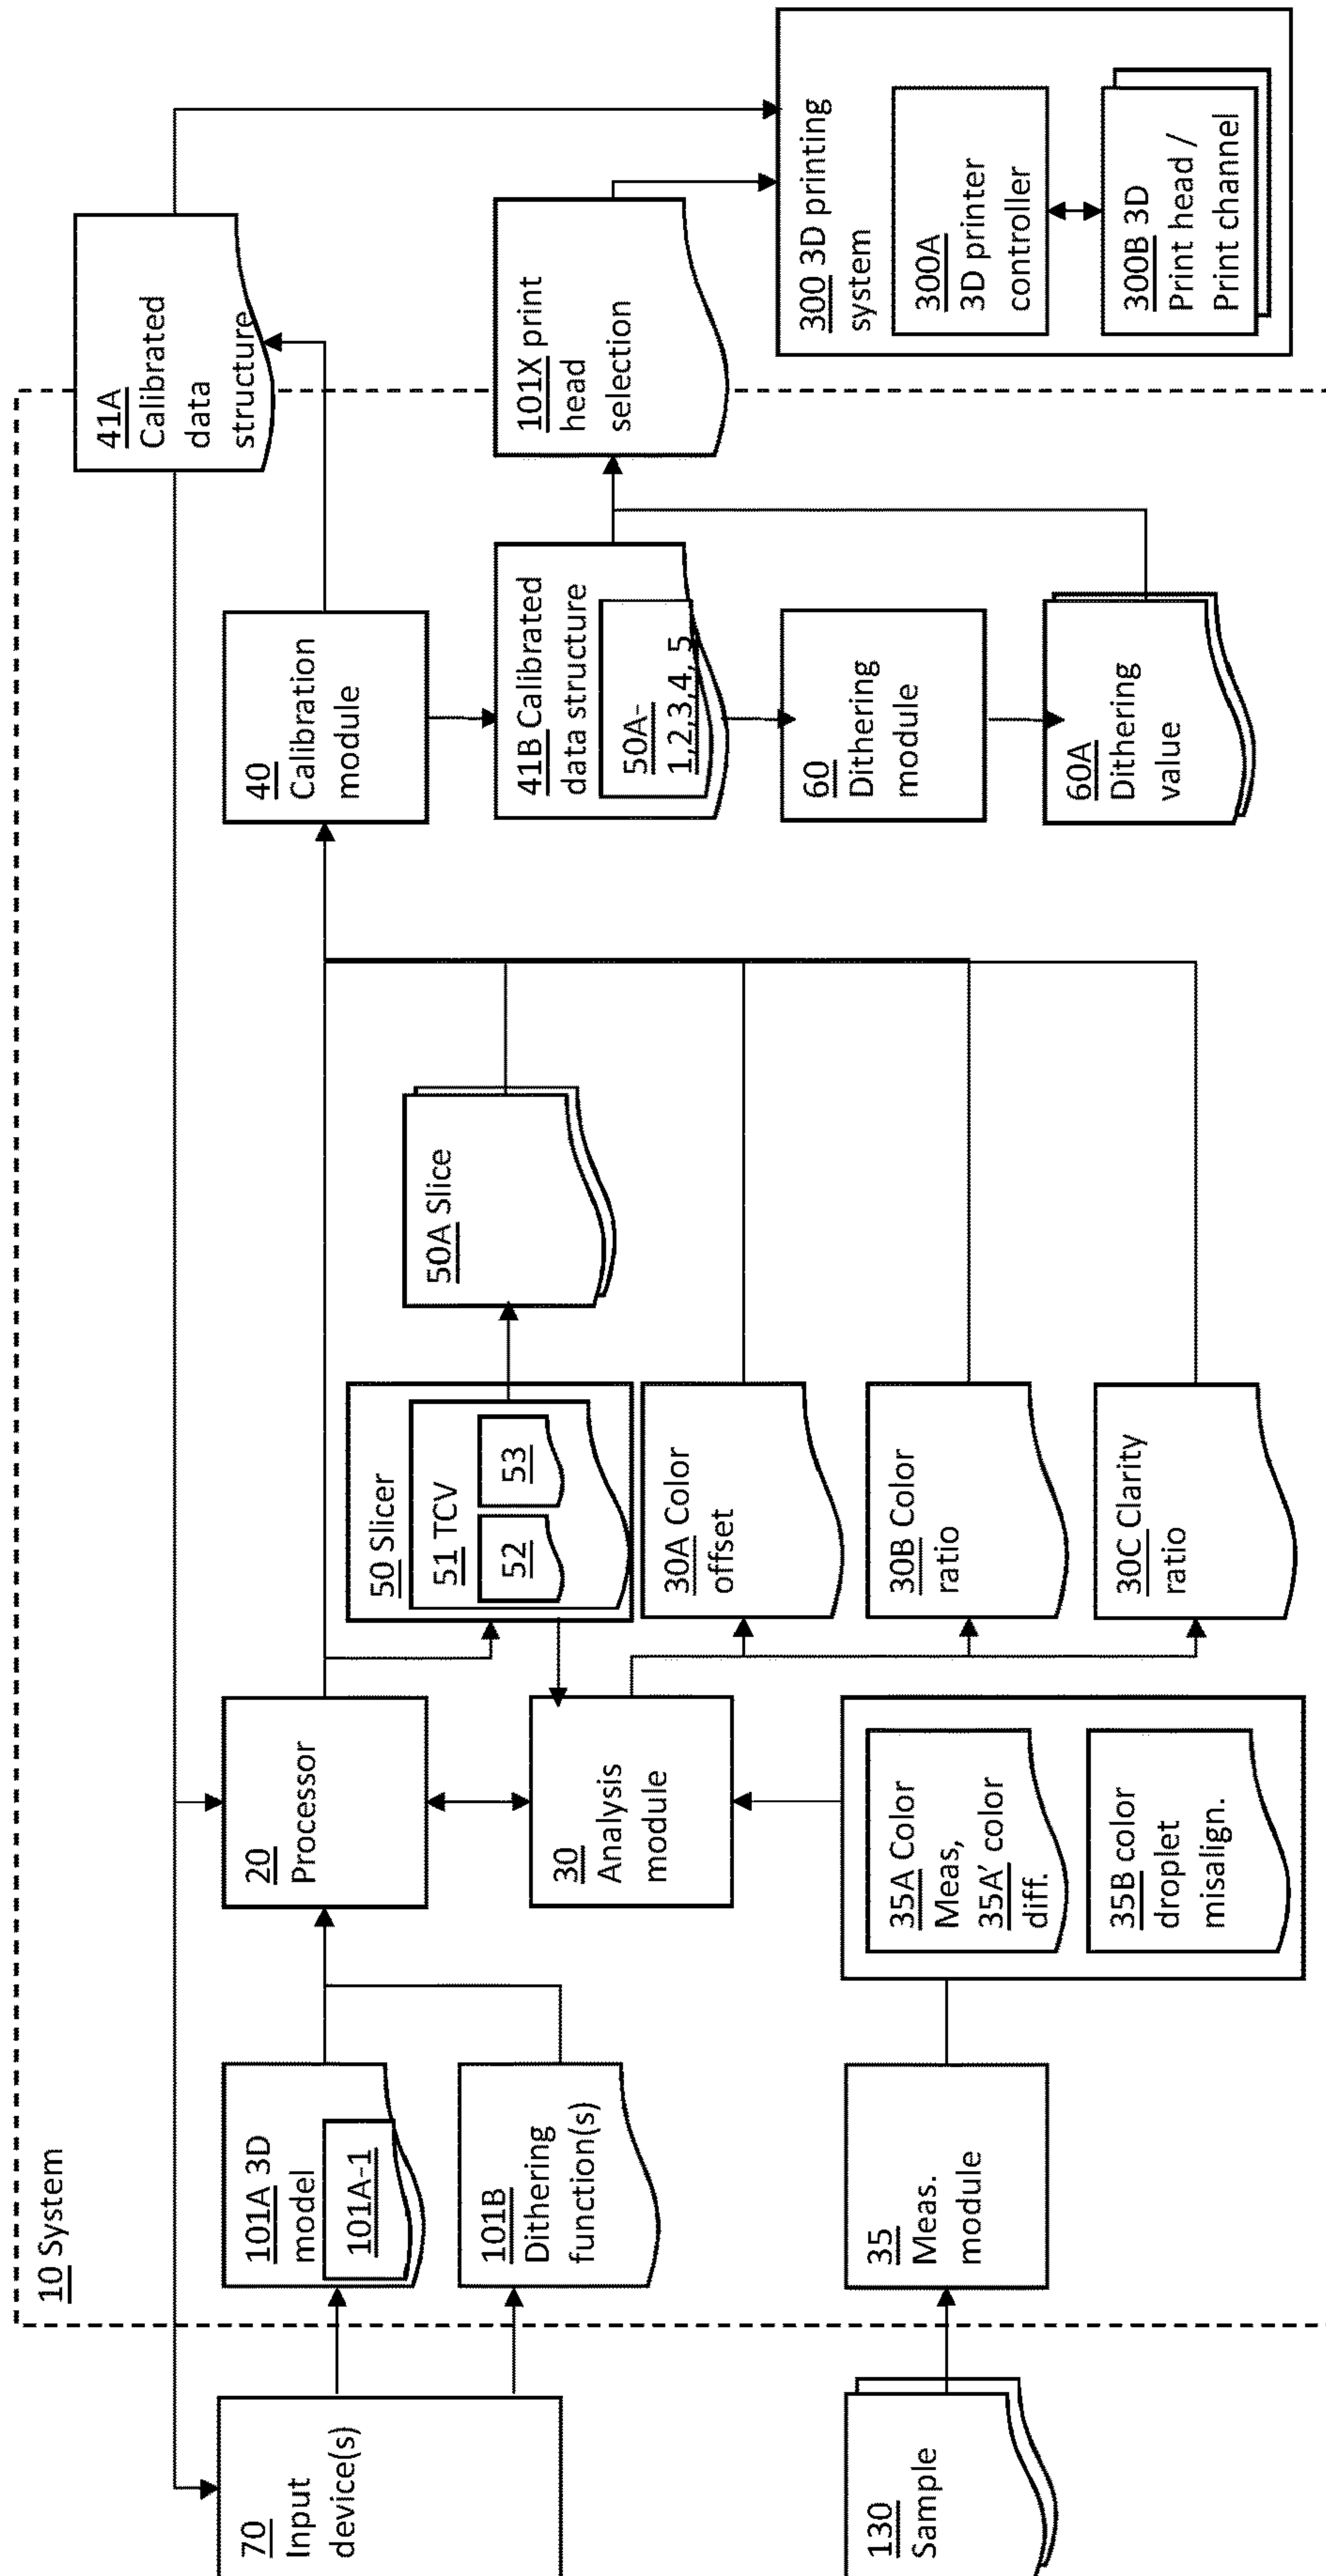 10 System
70
Input
device(s)
130
Sample
101A 3D
model
101A-1
101B
Dithering
function(s)
35
Meas.
module
20
Processor
30
Analysis
module
35A Color
Meas,
35A' color
diff.
35B color
droplet
misalign.
50 Slicer
51 TCV
52
53
30A Color
offset
30B Color
ratio
30C Clarity
ratio
50A Slice
40
Calibration
module
41B Calibrated
data structure
50A-
1,2,3,4, 5
60
Dithering
module
60A
Dithering
value
41A
Calibrated
data
structure
101X print
head
selection
300 3D printing
system
300A
3D printer
controller
300B 3D
Print head /
Print channel